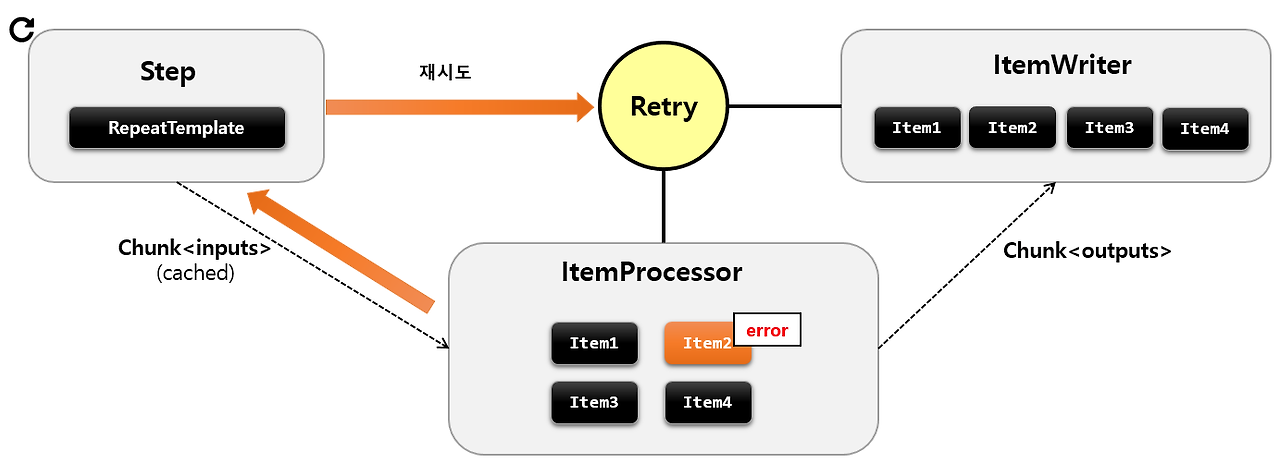 Step
RepeatTemplate
재시도
Retry
ItemWriter
Item1 Item2 Item3 Item4
Chunk<inputs>
(cached)
Chunk<outputs>
ItemProcessor
error
Item1 Item2
Item3 Item4